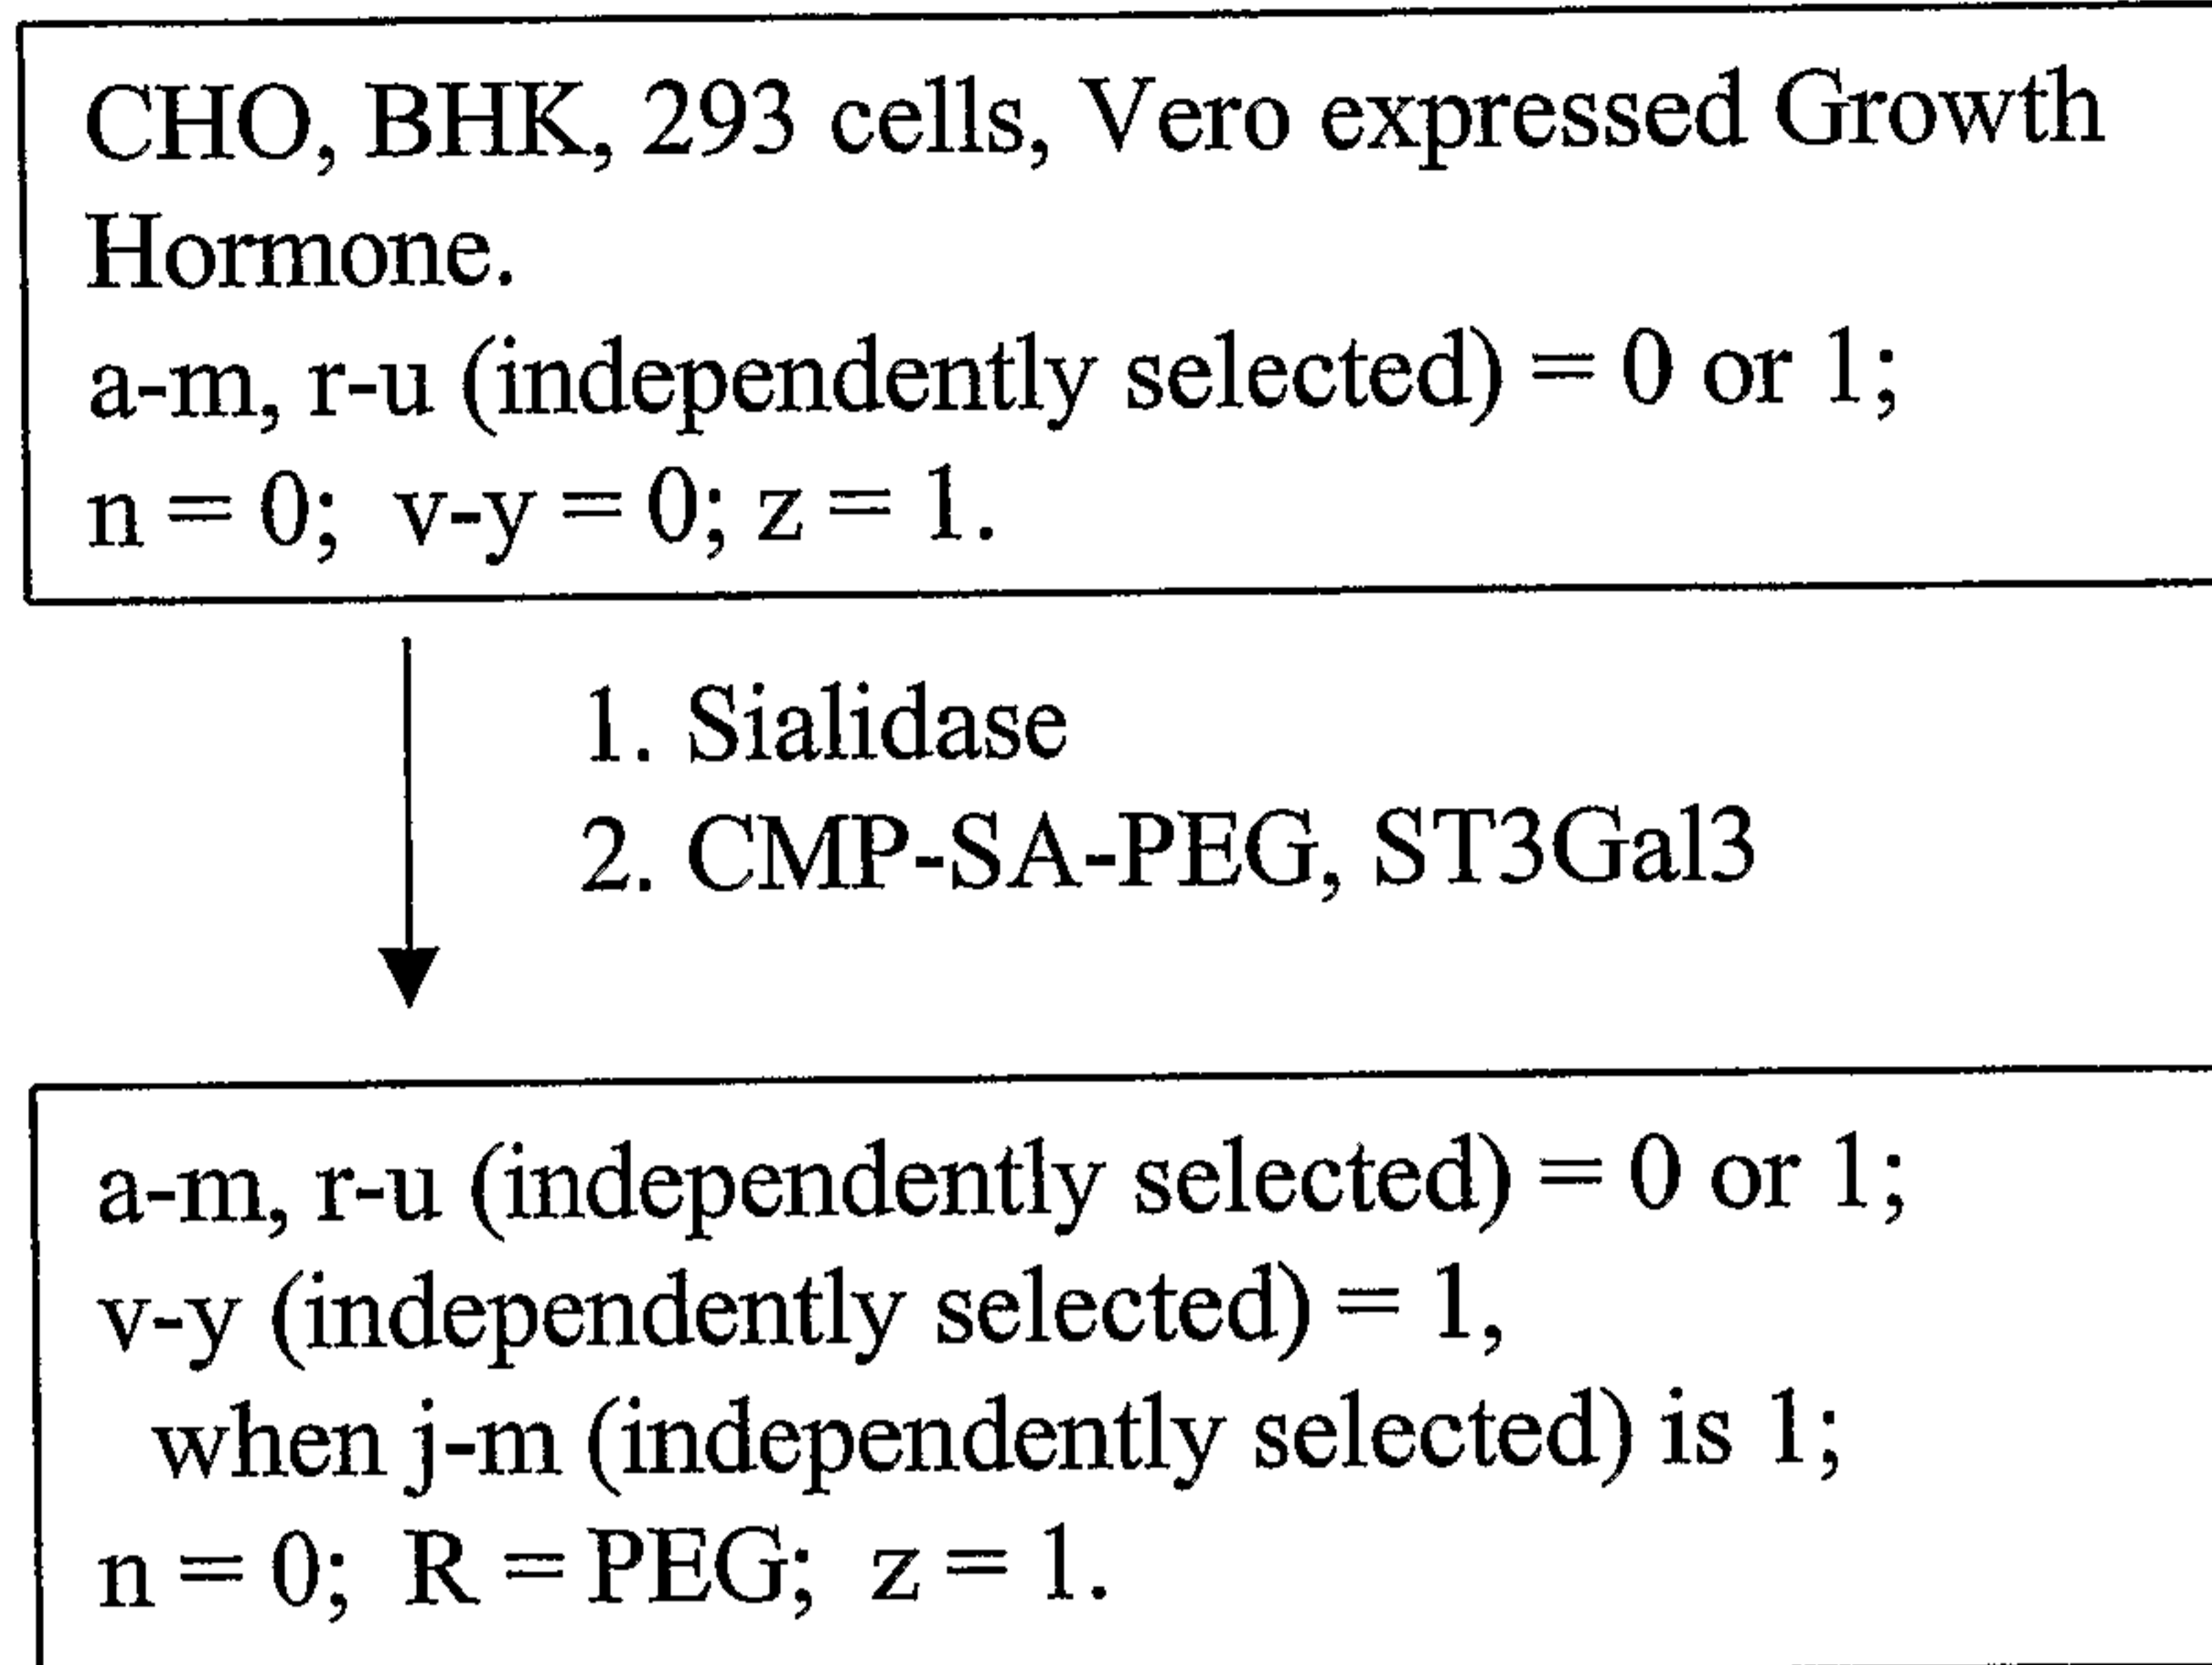 CHO, BHK, 293 cells, Vero expressed Growth
Hormone.
a-m, r-u (independently selected) = 0 or 1;
n = 0; v-y = 0; z = 1.
1. Sialidase
2. CMP-SA-PEG, ST3Gal3
a-m, r-u (independently selected) = 0 or 1;
v-y (independently selected) = 1,
when j-m (independently selected) is 1;
n = 0; R = PEG; z = 1.